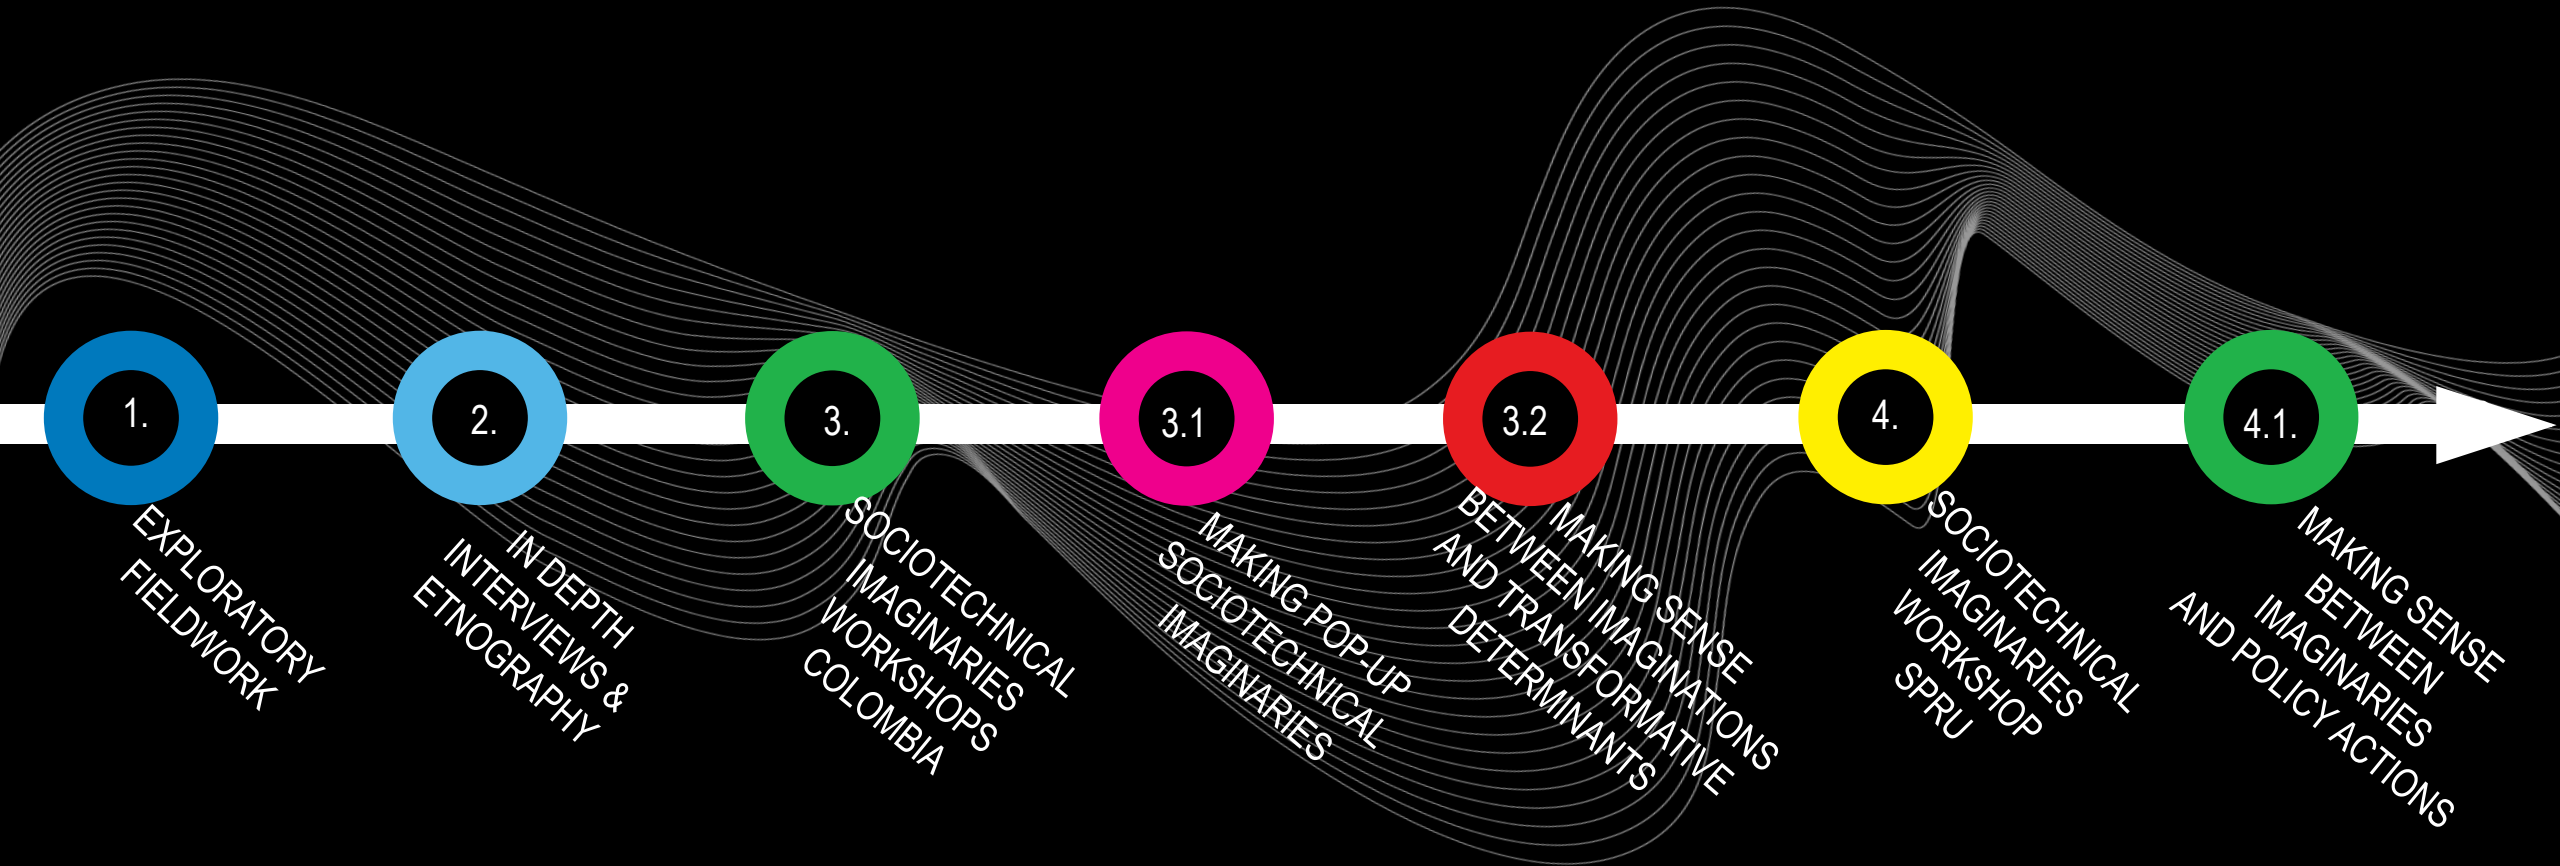 1.
EXPLORATORY
FIELDWORK
2.
IN DEPTH
INTERVIEWS &
ETNOGRAPHY
3.
SOCIOTECHNICAL
IMAGINARIES
WORKSHOPS
COLOMBIA
3.1
MAKING POP-UP
SOCIOTECHNICAL
IMAGINARIES
3.2
MAKING SENSE
BETWEEN IMAGINATIONS
AND TRANSFORMATIVE
DETERMINANTS
4.
SOCIOTECHNICAL
IMAGINARIES
WORKSHOP
SPRU
4.1.
MAKING SENSE
BETWEEN
IMAGINARIES
AND POLICY ACTIONS